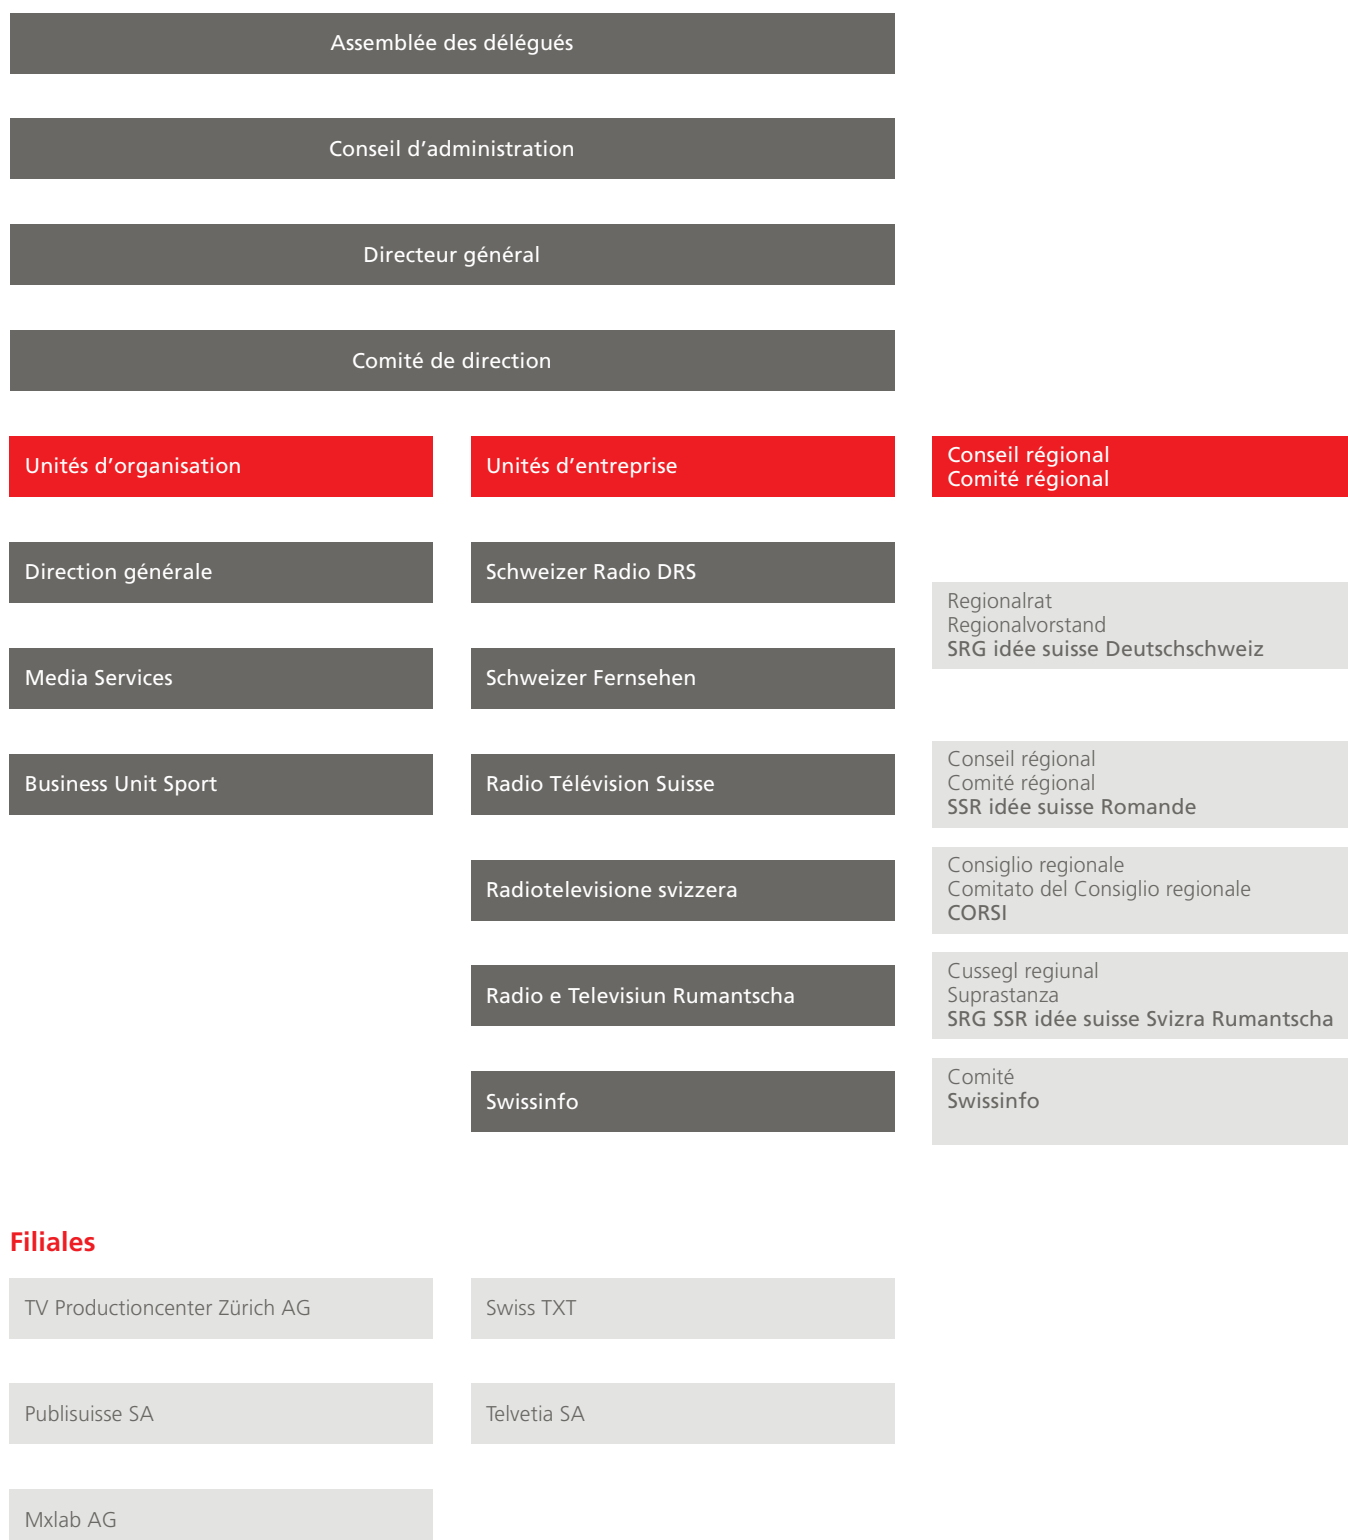 Assemblée des délégués
Conseil d'administration
Directeur général
Comité de direction
Unités d'organisation
Direction générale
Media Services
Business Unit Sport
Unités d'entreprise
Schweizer Radio DRS
Schweizer Fernsehen
Radio Télévision Suisse
Radiotelevisione svizzera
Radio e Televisiun Rumantscha
Swissinfo
Conseil régional
Comité régional
Regionalrat
Regionalvorstand
SRG idée suisse Deutschschweiz
Conseil régional
Comité régional
SSR idée suisse Romande
Consiglio regionale
Comitato del Consiglio regionale
CORSI
Cussegl regiunal
Suprastanza
SRG SSR idée suisse Svizra Rumantscha
Comité
Swissinfo
Filiales
TV Productioncenter Zürich AG
Publisuisse SA
Mxlab AG
Swiss TXT
Telvetia SA